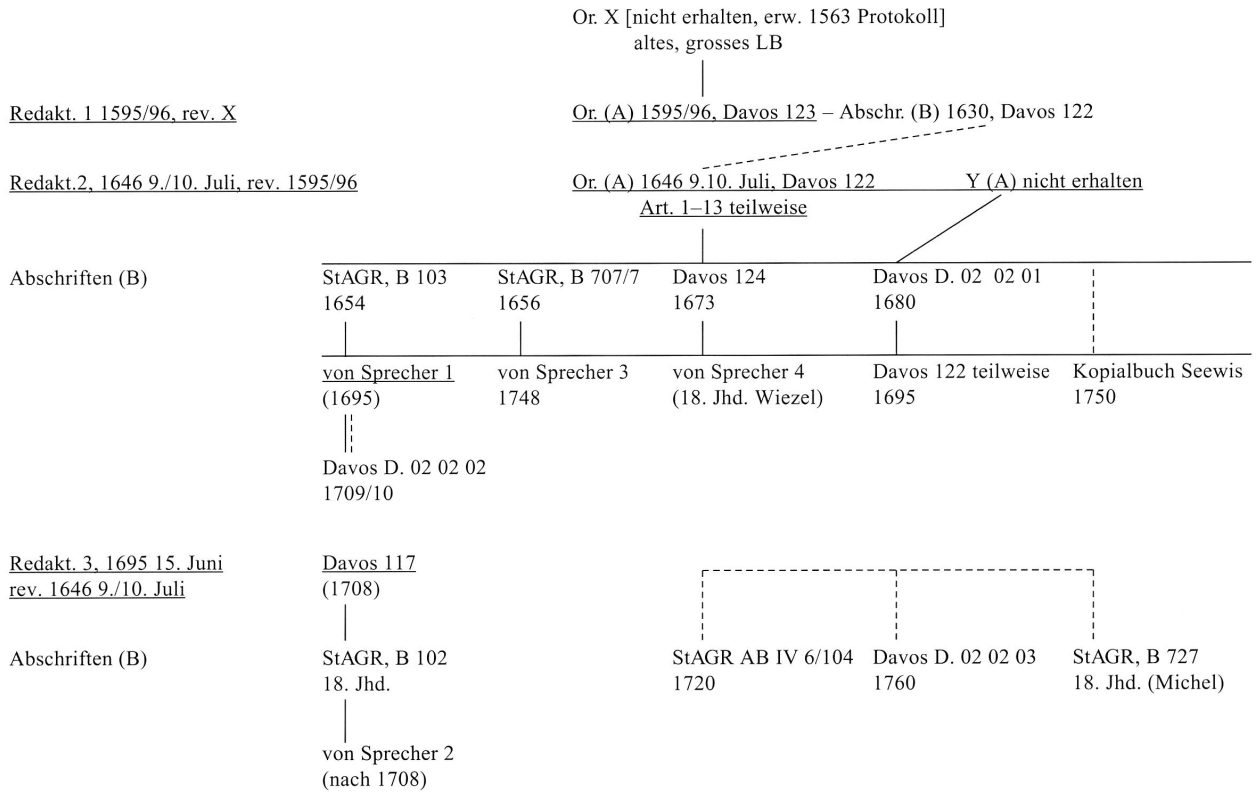 Or. X [nicht erhalten, erw. 1563 Protokoll]
altes, grosses LB
Redakt. 1 1595/96, rev. X
Or. (A) 1595/96, Davos 123 – Abschr. (B) 1630, Davos 122
Redakt.2, 1646 9./10. Juli, rev. 1595/96
Or. (A) 1646 9.10. Juli, Davos 122
Art. 1–13 teilweise
Y (A) nicht erhalten
Abschriften (B)
StAGR, B 103
1654
StAGR, B 707/7
1656
Davos 124
1673
Davos D. 02 02 01
1680
von Sprecher 1
(1695)
von Sprecher 3
1748
von Sprecher 4
(18. Jhd. Wiezel)
Davos 122 teilweise
1695
Kopialbuch Seewis
1750
Davos D. 02 02 02
1709/10
Redakt. 3, 1695 15. Juni
rev. 1646 9./10. Juli
Davos 117
(1708)
Abschriften (B)
StAGR, B 102
18. Jhd.
StAGR AB IV 6/104
1720
Davos D. 02 02 03
1760
StAGR, B 727
18. Jhd. (Michel)
von Sprecher 2
(nach 1708)